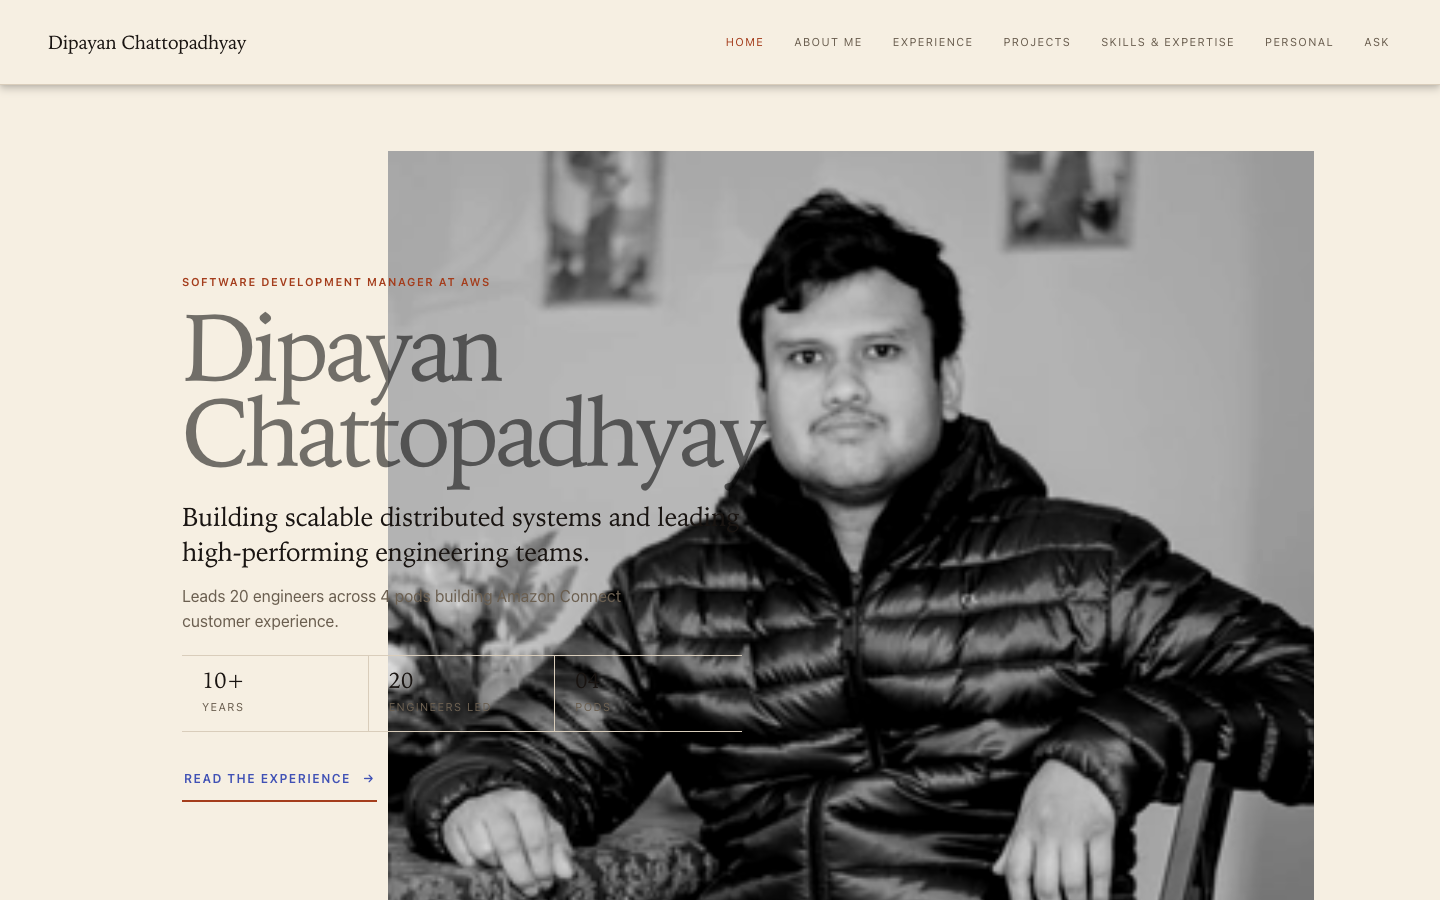 Dipayan Chattopadhyay
HOME ABOUT ME EXPERIENCE PROJECTS SKILLS & EXPERTISE PERSONAL ASK
SOFTWARE DEVELOPMENT MANAGER AT AWS
Dipayan
Chattopadhyay
Building scalable distributed systems and leading
high-performing engineering teams.
Leads 20 engineers across 4 pods building Amazon Connect
customer experience.
10+ 20 04
YEARS ENGINEERS LED PODS
READ THE EXPERIENCE →